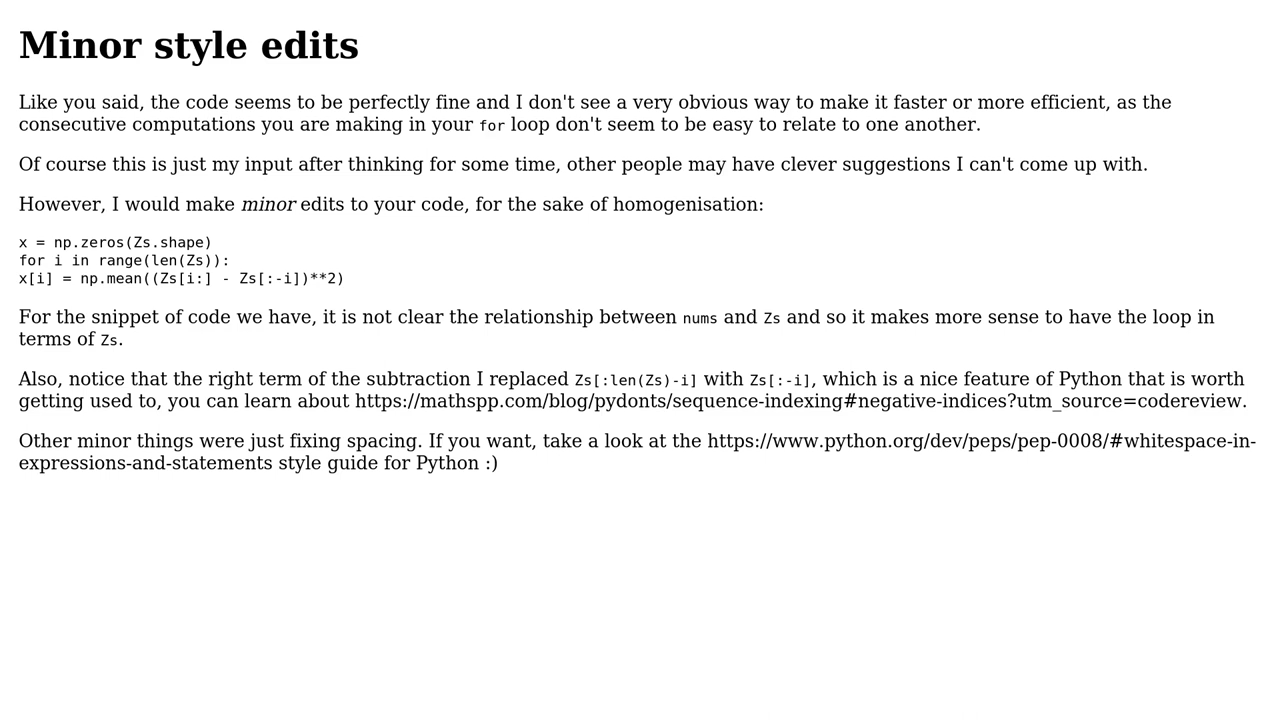 Minor style edits
Like you said, the code seems to be perfectly fine and I don't see a very obvious way to make it faster or more efficient, as the
consecutive computations you are making in your for loop don't seem to be easy to relate to one another.
Of course this is just my input after thinking for some time, other people may have clever suggestions I can't come up with.
However, I would make minor edits to your code, for the sake of homogenisation:
x = np.zeros(Zs.shape)
for i in range(len(Zs)):
x[i] = np.mean((Zs[i:] - Zs[:-i])**2)
For the snippet of code we have, it is not clear the relationship between nums and Zs and so it makes more sense to have the loop in
terms of Zs.
Also, notice that the right term of the subtraction I replaced Zs[:len(Zs)-i] with Zs[:-i], which is a nice feature of Python that is worth
getting used to, you can learn about https://mathspp.com/blog/pydonts/sequence-indexing#negative-indices?utm_source=codereview.
Other minor things were just fixing spacing. If you want, take a look at the https://www.python.org/dev/peps/pep-0008/#whitespace-in-
expressions-and-statements style guide for Python :)